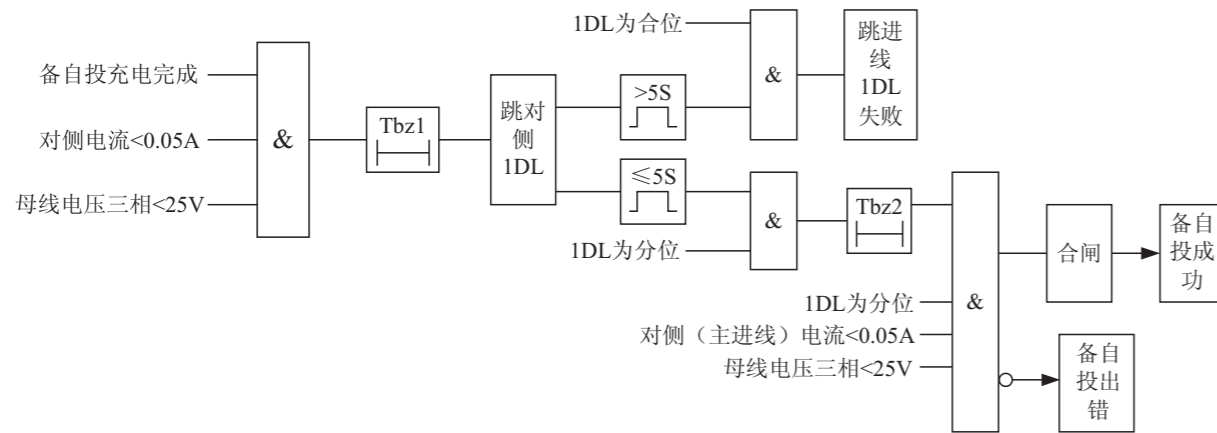 1DL为合位
跳进
线
1DL
失败
&
备自投充电完成
对侧电流<0.05A
母线电压三相<25V
&
Tbz1
跳对
侧
1DL
>5S
≤5S
1DL为分位
&
Tbz2
1DL为分位
对侧（主进线）电流<0.05A
母线电压三相<25V
&
合闸
备自
投成
功
备自
投出
错